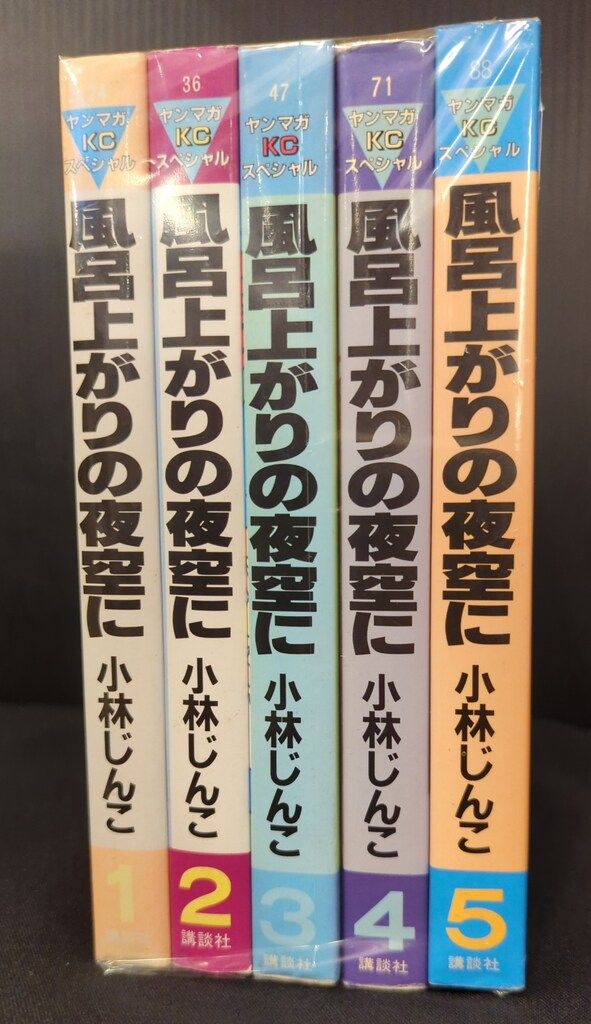 ヤンマガ
KC
スペシャル
風呂上がりの夜空に
小林じんこ
1
36
ヤンマガ
KC
スペシャル
風呂上がりの夜空に
小林じんこ
2
講談社
47
ヤンマガ
KC
スペシャル
風呂上がりの夜空に
小林じんこ
3
講談社
71
ヤンマガ
KC
スペシャル
風呂上がりの夜空に
小林じんこ
4
講談社
88
ヤンマガ
KC
スペシャル
風呂上がりの夜空に
小林じんこ
5
講談社